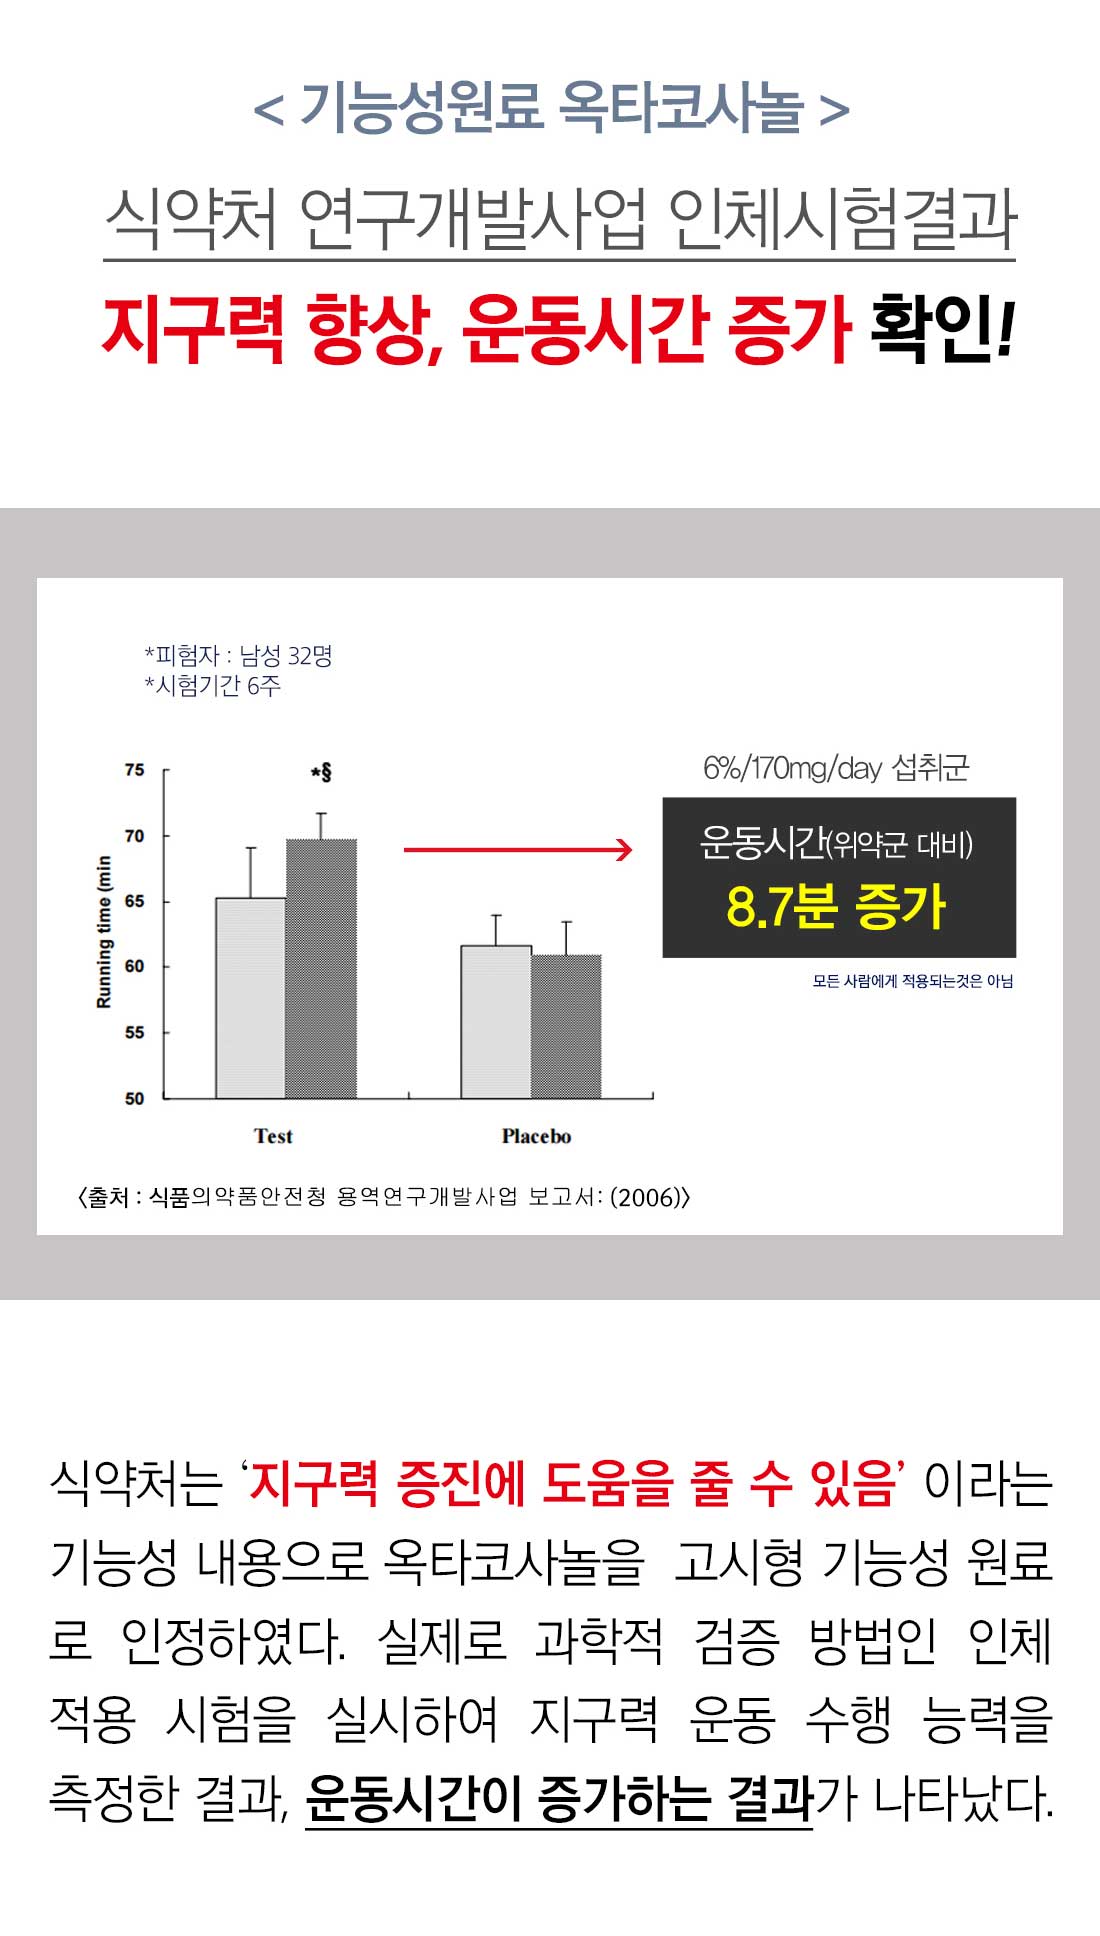 < 기능성원료 옥타코사놀 >
식약처 연구개발사업 인체시험결과
지구력 향상, 운동시간 증가 확인!
*피험자 : 남성 32명
*시험기간 6주
75
70
65
60
55
50
Running time (min
*§
Test
Placebo
6%/170mg/day 섭취군
운동시간(위약군 대비)
8.7분 증가
모든 사람에게 적용되는것은 아님
〈출처 : 식품의약품안전청 용역연구개발사업 보고서: (2006)〉
식약처는 ‘지구력 증진에 도움을 줄 수 있음’ 이라는
기능성 내용으로 옥타코사놀을 고시형 기능성 원료
로 인정하였다. 실제로 과학적 검증 방법인 인체
적용 시험을 실시하여 지구력 운동 수행 능력을
측정한 결과, 운동시간이 증가하는 결과가 나타났다.